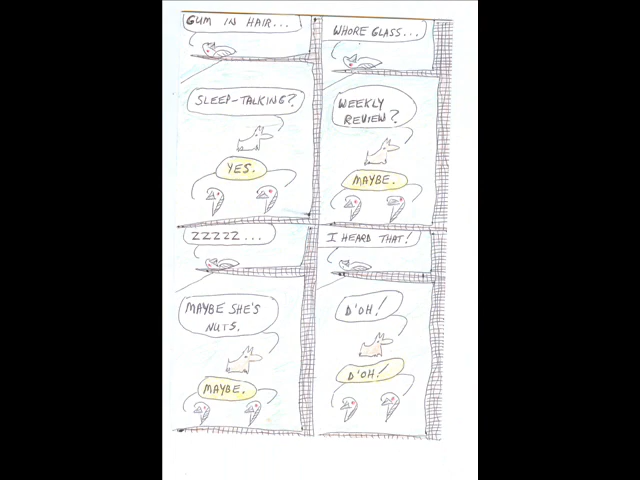 GUM IN HAIR...
SLEEP-TALKING?
YES.
WHORE GLASS...
WEEKLY
REVIEW?
MAYBE.
ZZZZZ...
MAYBE SHE'S
NUTS.
MAYBE.
I HEARD THAT!
D'OH!
D'OH!